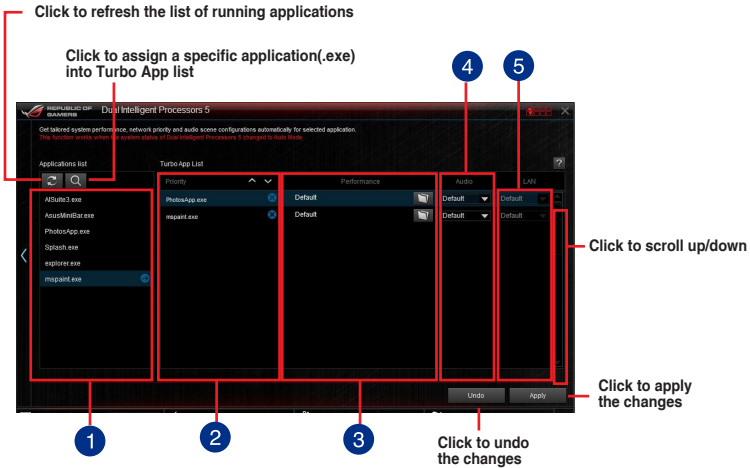 Click to refresh the list of running applications
Click to assign a specific application(.exe)
into Turbo App list
4
5
REPUBLIC OF
GAMERS
Dual Intelligent Processors 5
Get tailored system performance, network priority and audio scene configurations automatically for selected application.
This function works when the system status of Dual Intelligent Processors 5 changed to Auto Mode.
Applications list
Turbo App List
?
Priority
Performance
Audio
LAN
AISuite3.exe
PhotosApp.exe
Default
Default
Default
AsusMiniBar.exe
mspaint.exe
Default
Default
Default
PhotosApp.exe
Splash.exe
explorer.exe
mspaint.exe
Click to scroll up/down
Undo
Apply
Click to apply
the changes
1
2
3
Click to undo
the changes